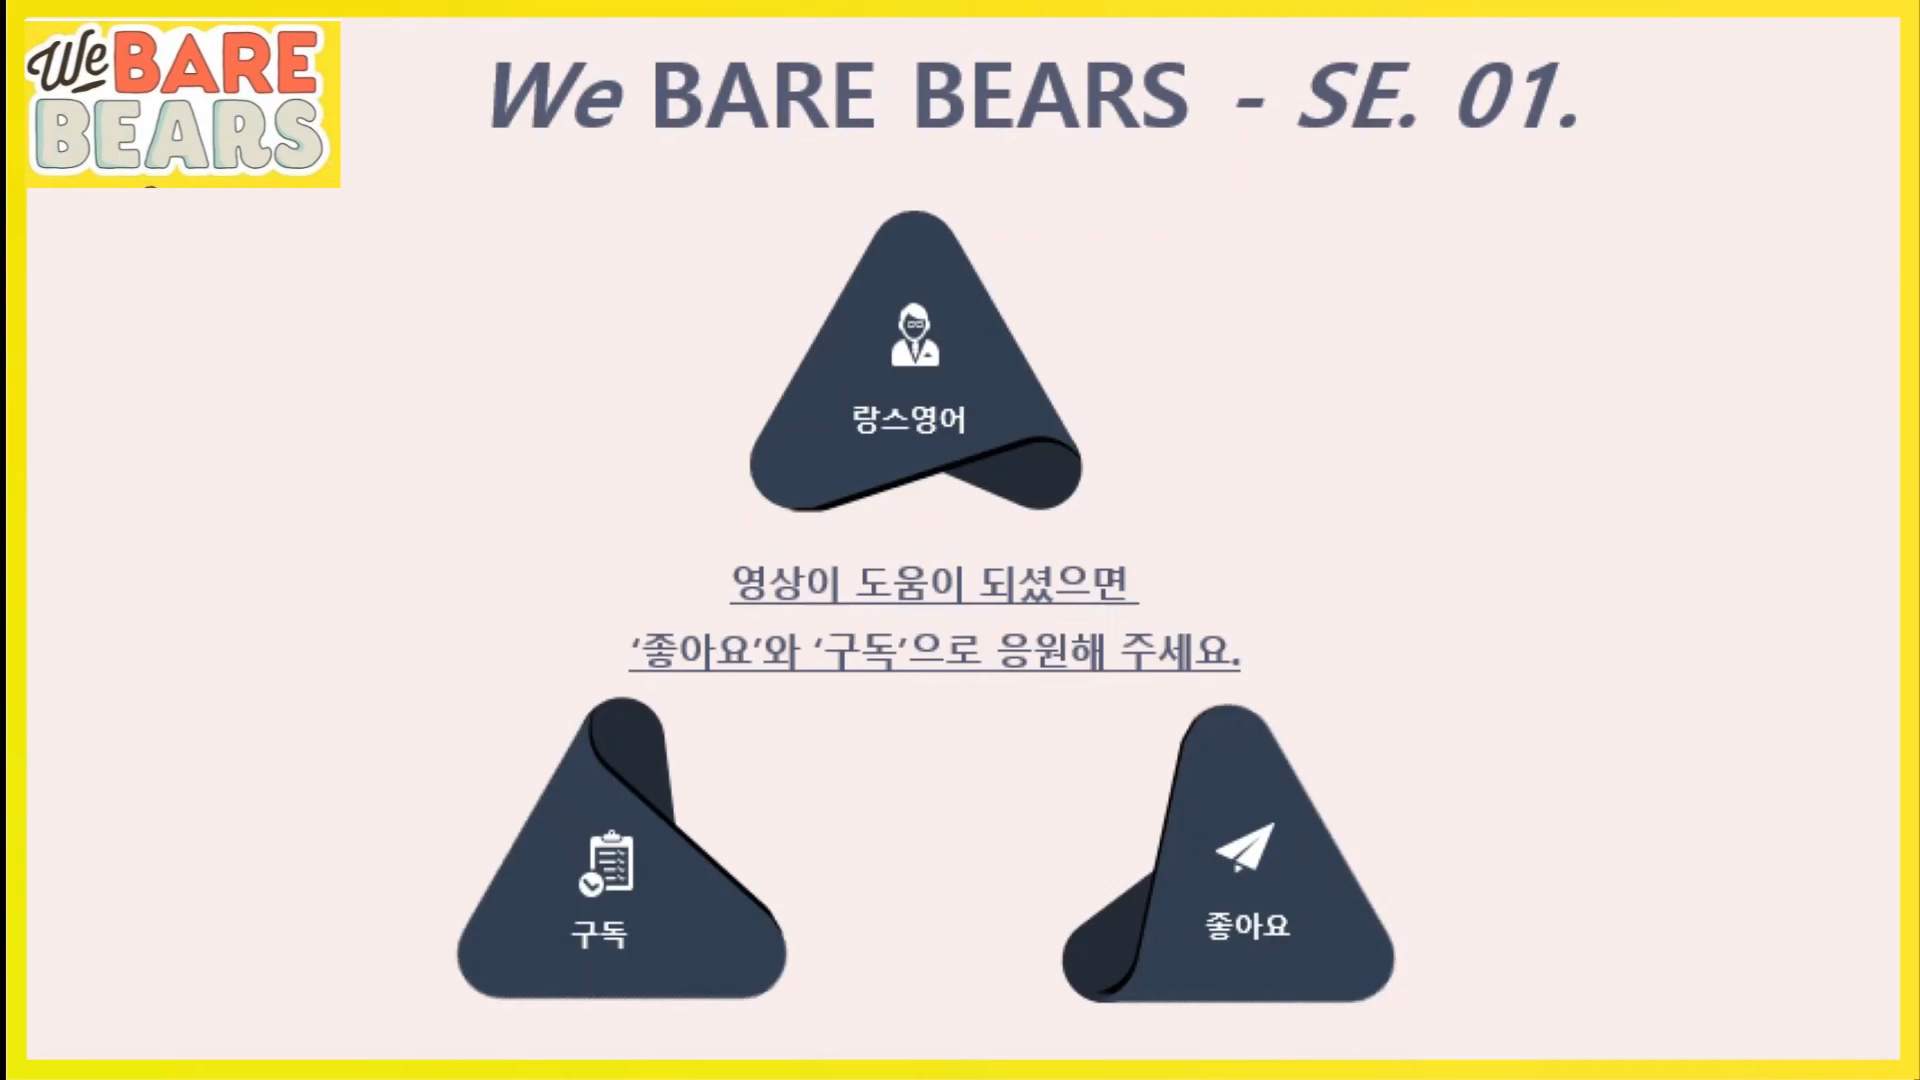 We BARE
BEARS
We BARE BEARS - SE. 01.
랑스영어
영상이 도움이 되셨으면
‘좋아요’와 ‘구독’으로 응원해 주세요.
구독
좋아요